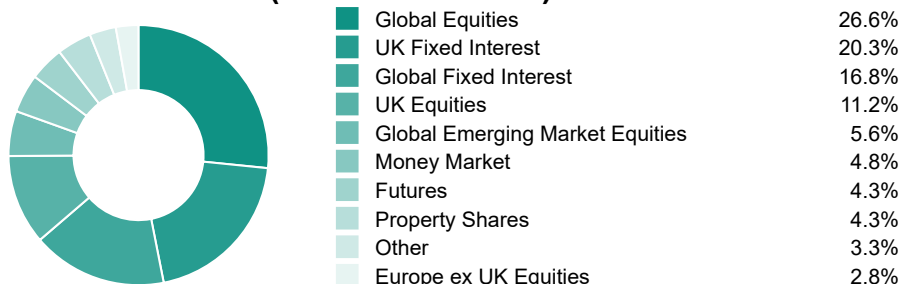 Global Equities 26.6%
UK Fixed Interest 20.3%
Global Fixed Interest 16.8%
UK Equities 11.2%
Global Emerging Market Equities 5.6%
Money Market 4.8%
Futures 4.3%
Property Shares 4.3%
Other 3.3%
Europe ex UK Equities 2.8%